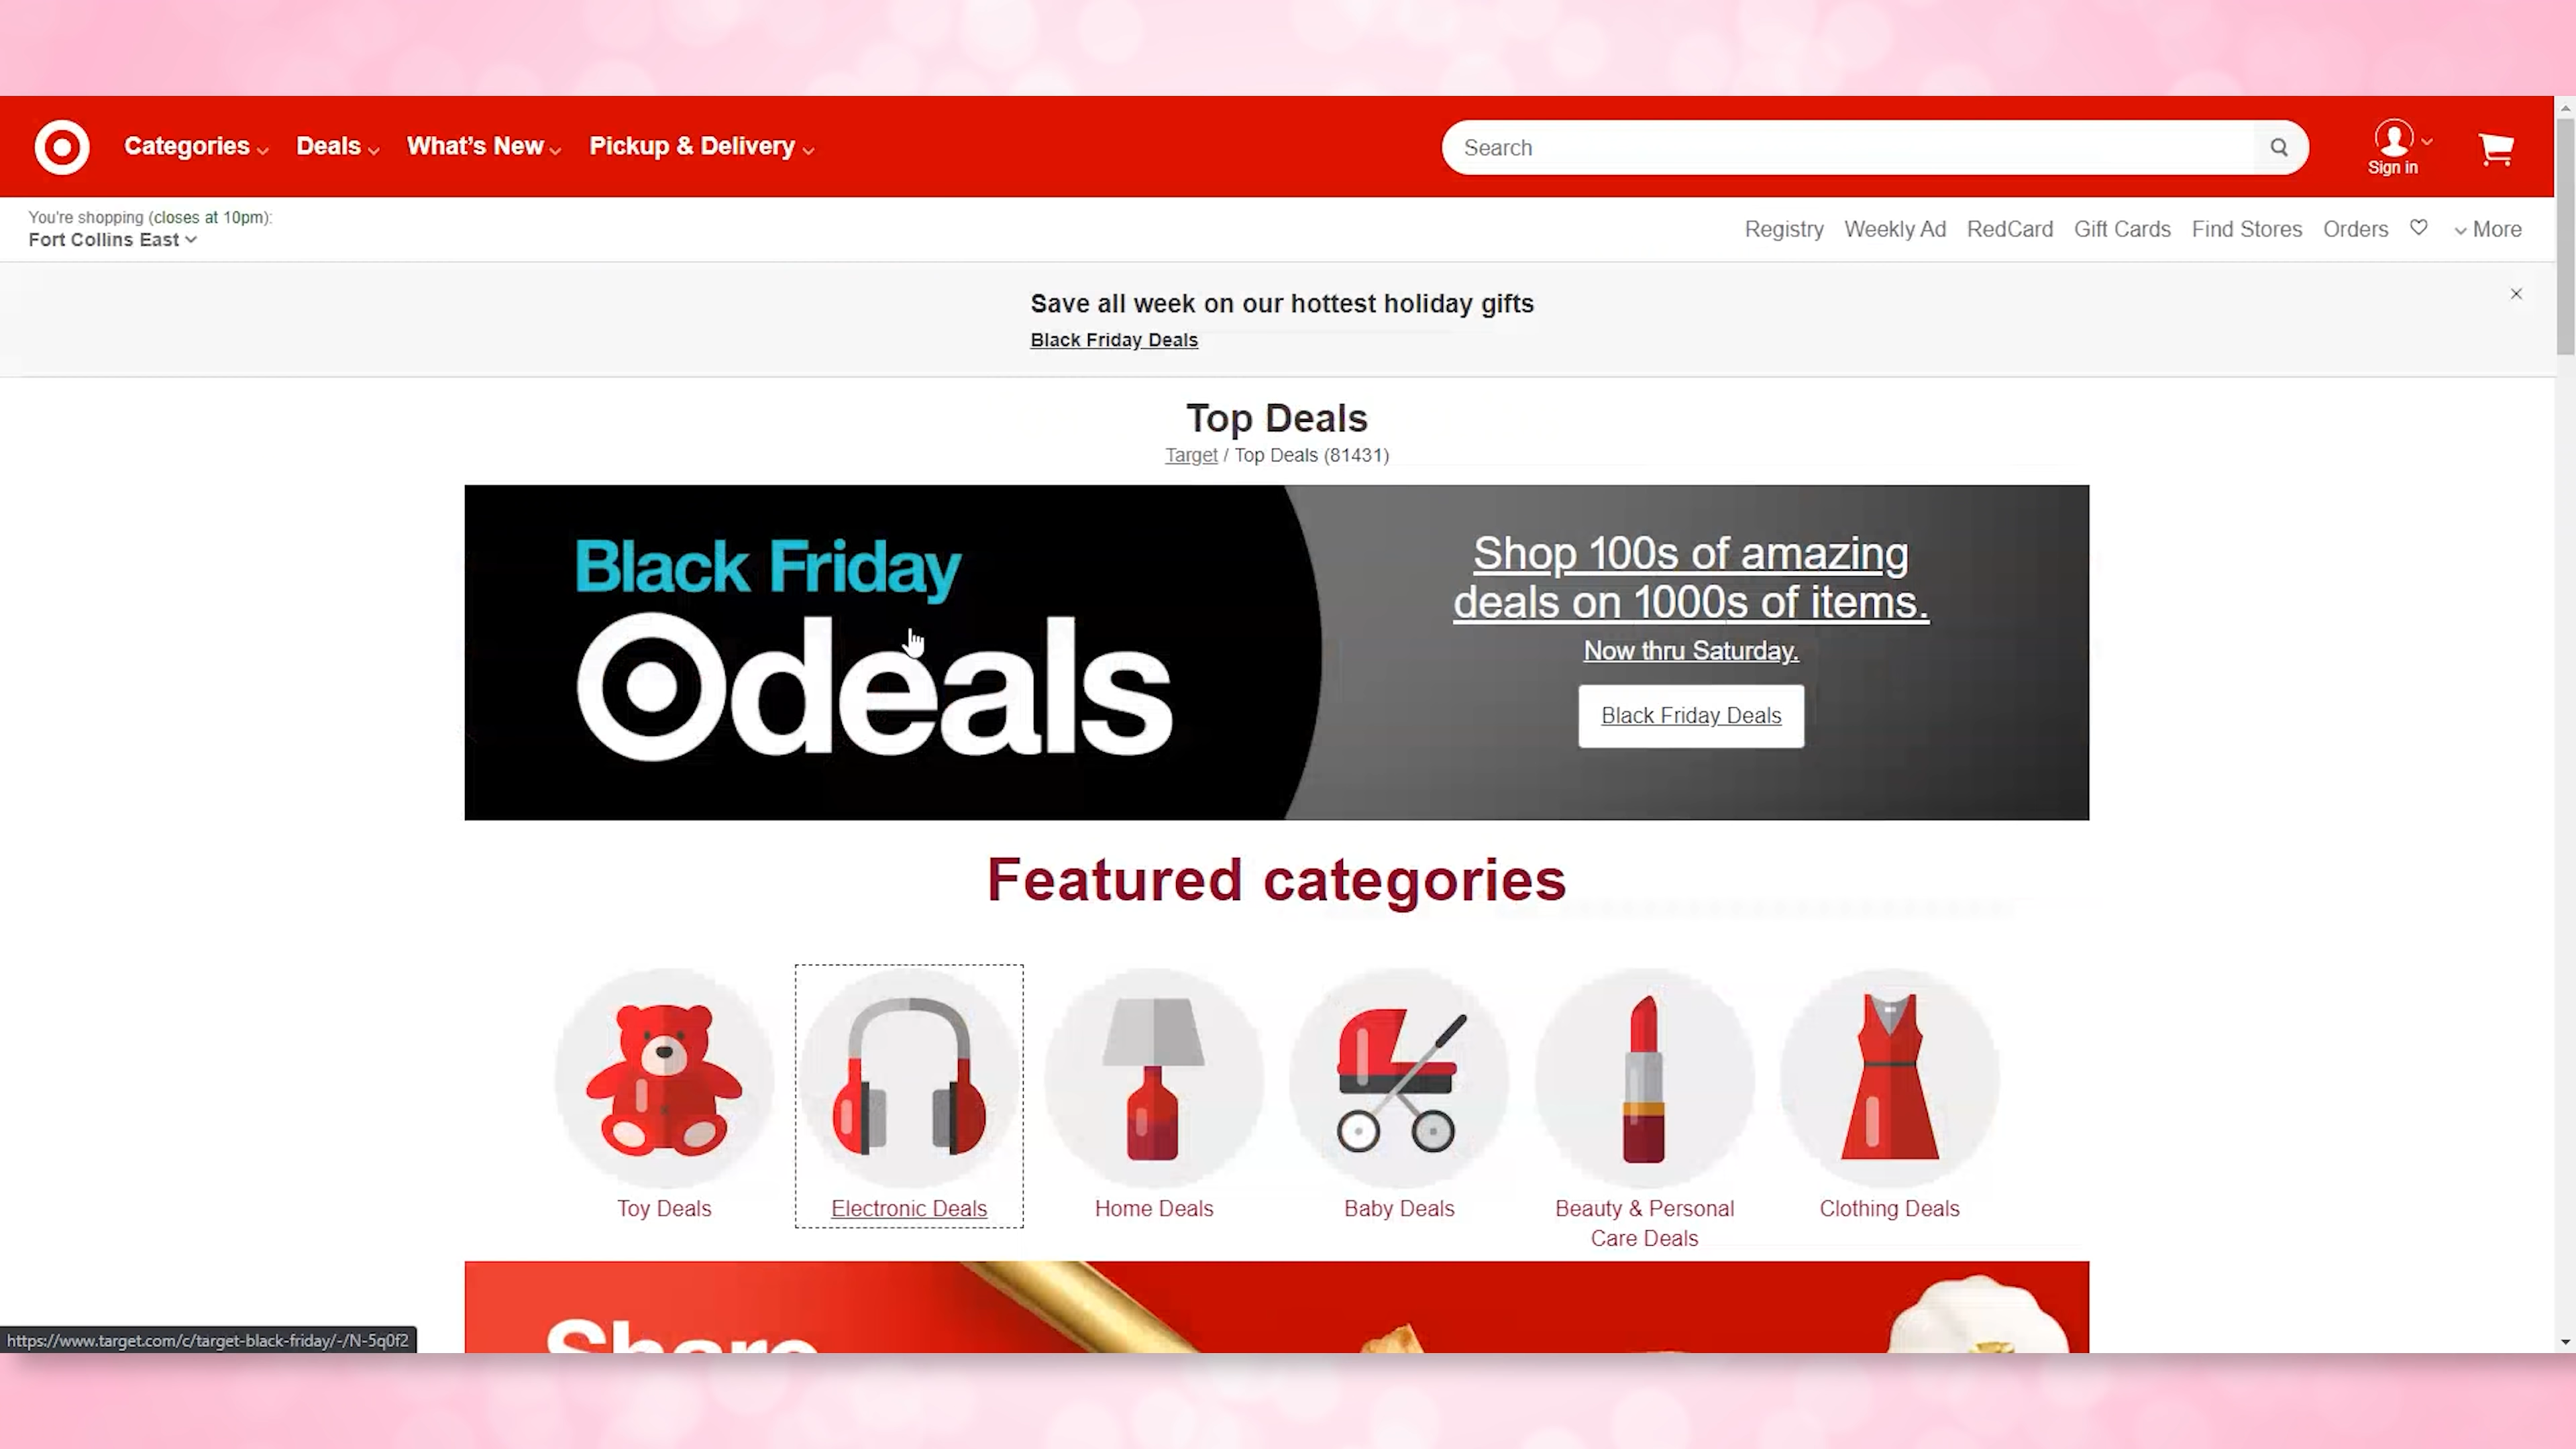 Categories Deals What's New Pickup & Delivery Search Sign in
You're shopping (closes at 10pm):
Fort Collins East
Registry Weekly Ad RedCard Gift Cards Find Stores Orders More
Save all week on our hottest holiday gifts
Black Friday Deals
Top Deals
Target / Top Deals (81431)
Black Friday
deals
Shop 100s of amazing
deals on 1000s of items.
Now thru Saturday.
Black Friday Deals
Featured categories
Toy Deals
Electronic Deals
Home Deals
Baby Deals
Beauty & Personal
Care Deals
Clothing Deals
Share
https://www.target.com/c/target-black-friday/-/N-5q0f2